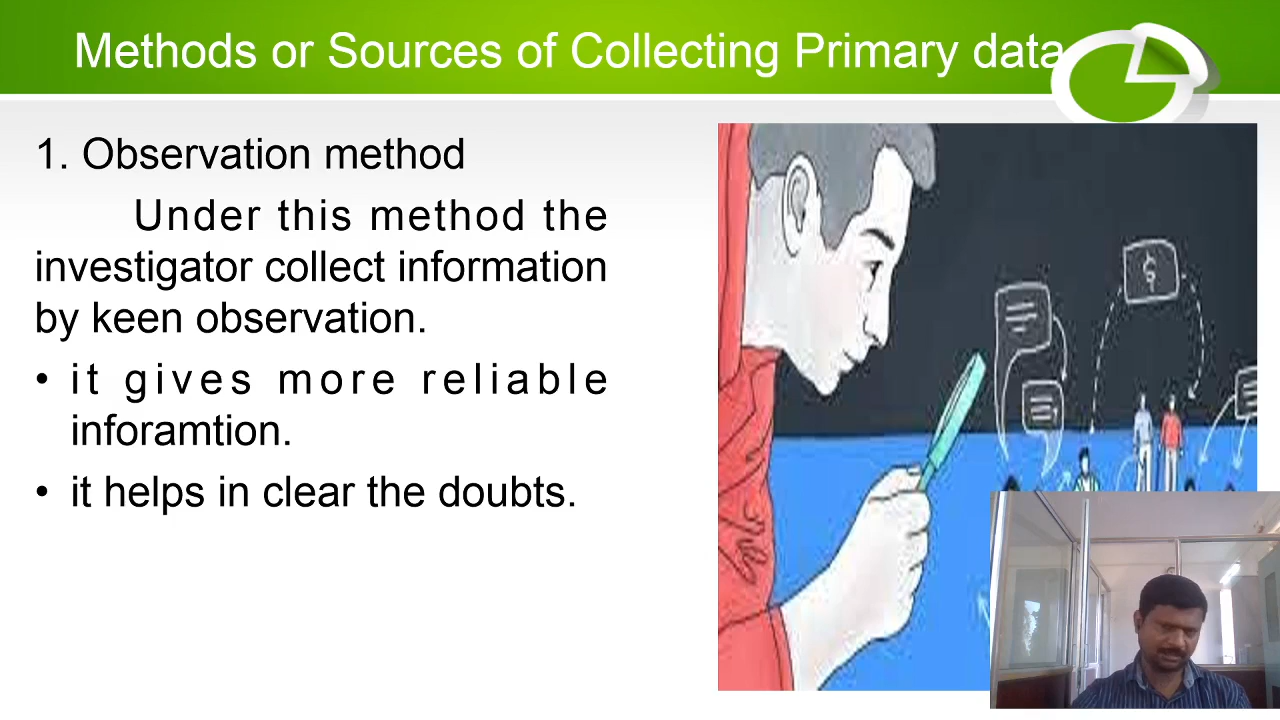 Methods or Sources of Collecting Primary data
1. Observation method
Under this method the
investigator collect information
by keen observation.
• it gives more reliable
inforamtion.
• it helps in clear the doubts.
$